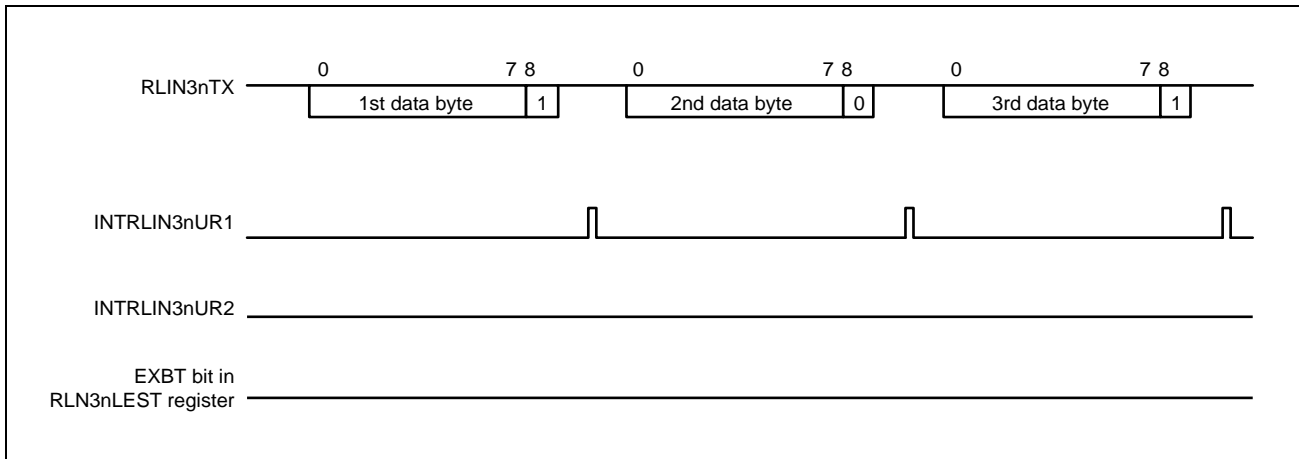 0 7 8 0 7 8 0 7 8
RLIN3nTX
1st data byte 1 2nd data byte 0 3rd data byte 1
INTRLIN3nUR1
INTRLIN3nUR2
EXBT bit in
RLN3nLEST register